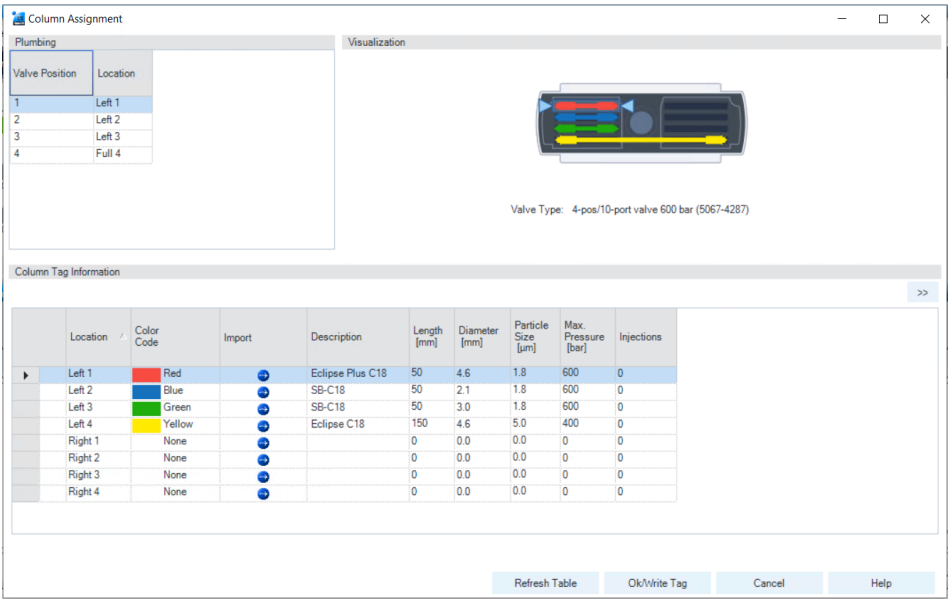 Column Assignment
Plumbing
Visualization
Valve Position Location
1 Left 1
2 Left 2
3 Left 3
4 Full 4
Valve Type: 4-pos/10-port valve 600 bar (5067-4287)
Column Tag Information
>>
Location Color Code Import Description Length [mm] Diameter [mm] Particle Size [µm] Max. Pressure [bar] Injections
Left 1 Red Eclipse Plus C18 50 4.6 1.8 600 0
Left 2 Blue SB-C18 50 2.1 1.8 600 0
Left 3 Green SB-C18 50 3.0 1.8 600 0
Left 4 Yellow Eclipse C18 150 4.6 5.0 400 0
Right 1 None 0 0.0 0.0 0 0
Right 2 None 0 0.0 0.0 0 0
Right 3 None 0 0.0 0.0 0 0
Right 4 None 0 0.0 0.0 0 0
Refresh Table Ok/Write Tag Cancel Help